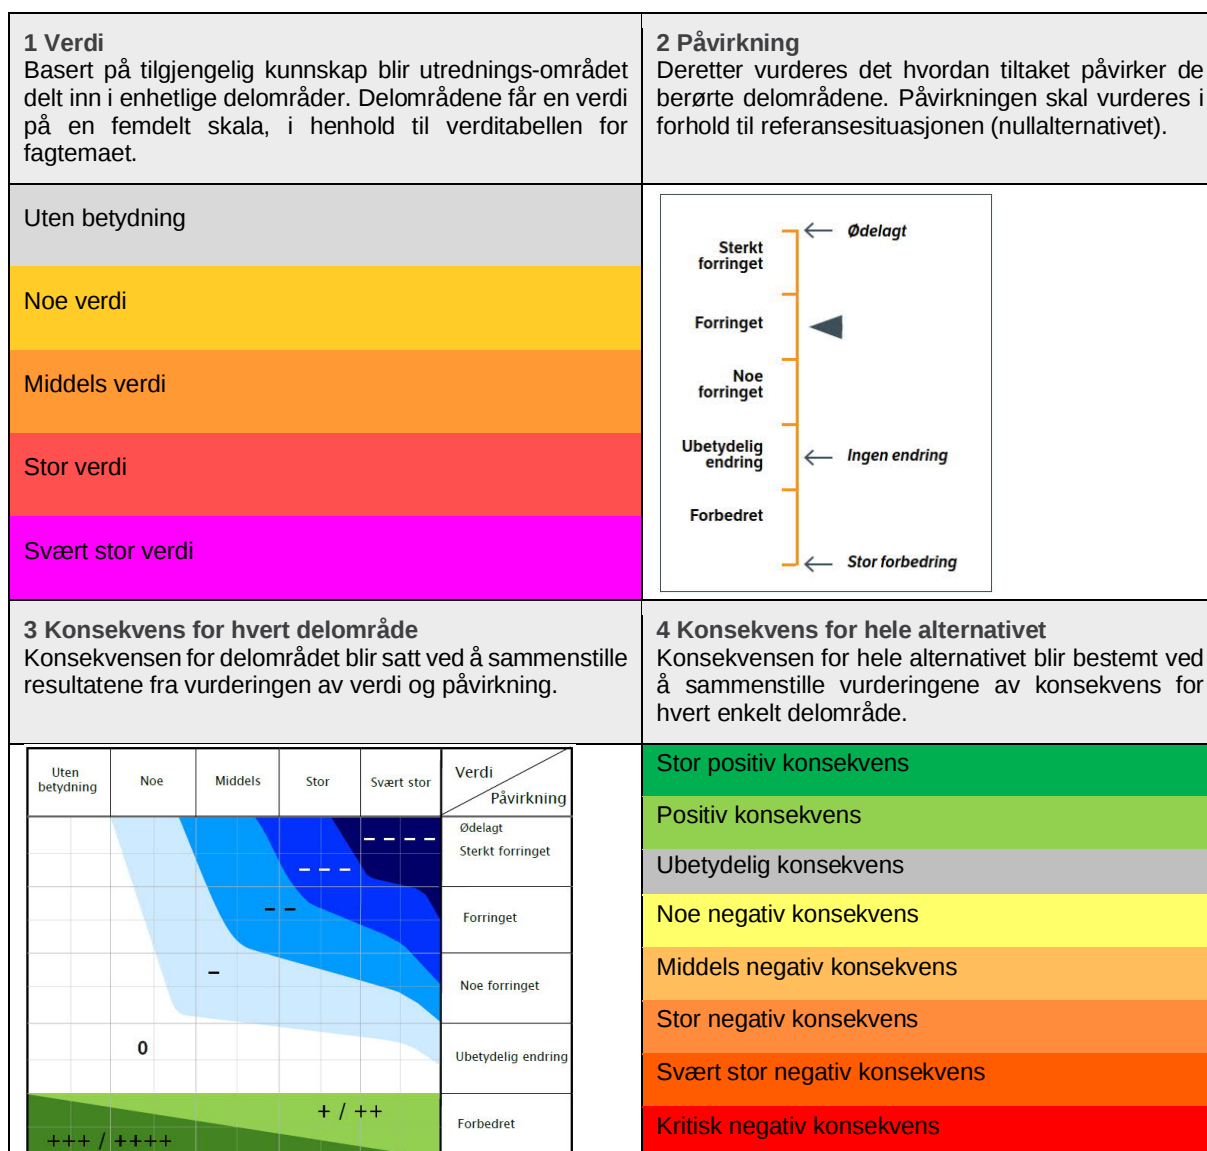 1 Verdi
Basert på tilgjengelig kunnskap blir utrednings-området
delt inn i enhetlige delområder. Delområdene får en verdi
på en femdelt skala, i henhold til verditabellen for
fagtemaet.
2 Påvirkning
Deretter vurderes det hvordan tiltaket påvirker de
berørte delområdene. Påvirkningen skal vurderes i
forhold til referansesituasjonen (nullalternativet).
Uten betydning
Noe verdi
Middels verdi
Stor verdi
Svært stor verdi
Ødelagt
Sterkt
forringet
Forringet
Noe
forringet
Ubetydelig
endring
Ingen endring
Forbedret
Stor forbedring
3 Konsekvens for hvert delområde
Konsekvensen for delområdet blir satt ved å sammenstille
resultatene fra vurderingen av verdi og påvirkning.
4 Konsekvens for hele alternativet
Konsekvensen for hele alternativet blir bestemt ved
å sammenstille vurderingene av konsekvens for
hvert enkelt delområde.
Uten
betydning
Noe
Middels
Stor
Svært stor
Verdi
Påvirkning
Ødelagt
Sterkt forringet
– – – –
– – –
– –
Forringet
–
Noe forringet
0
Ubetydelig endring
+ / ++
Forbedret
+++ / ++++
Stor positiv konsekvens
Positiv konsekvens
Ubetydelig konsekvens
Noe negativ konsekvens
Middels negativ konsekvens
Stor negativ konsekvens
Svært stor negativ konsekvens
Kritisk negativ konsekvens